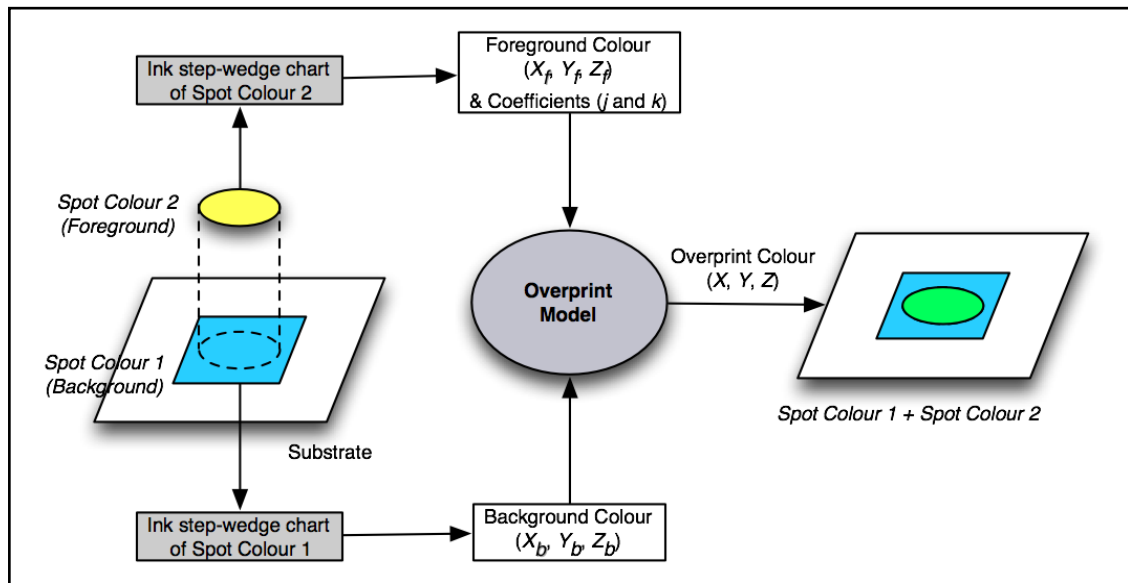 Ink step-wedge chart
of Spot Colour 2
Foreground Colour
(Xf, Yf, Zf)
& Coefficients (j and k)
Spot Colour 2
(Foreground)
Overprint Model
Overprint Colour
(X, Y, Z)
Spot Colour 1
(Background)
Spot Colour 1 + Spot Colour 2
Substrate
Ink step-wedge chart
of Spot Colour 1
Background Colour
(Xb, Yb, Zb)